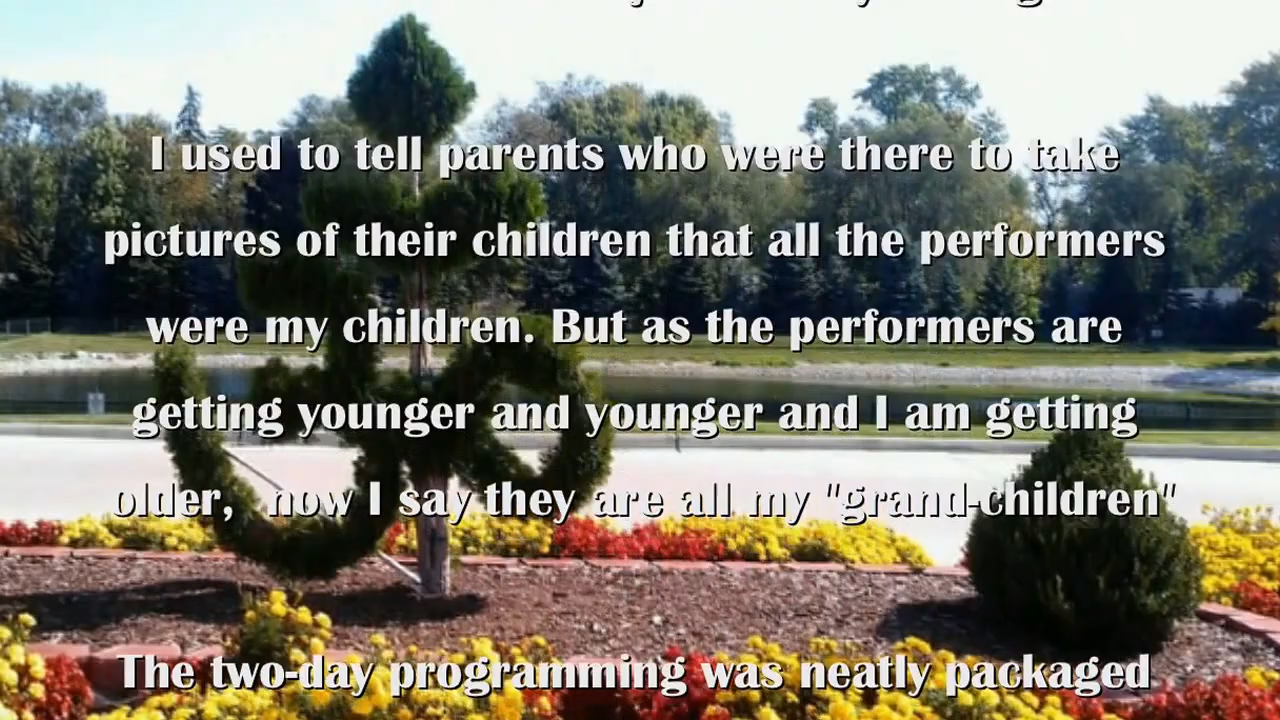 I used to tell parents who were there to take
pictures of their children that all the performers
were my children. But as the performers are
getting younger and younger and I am getting
older, now I say they are all my "grand-children"
The two-day programming was neatly packaged